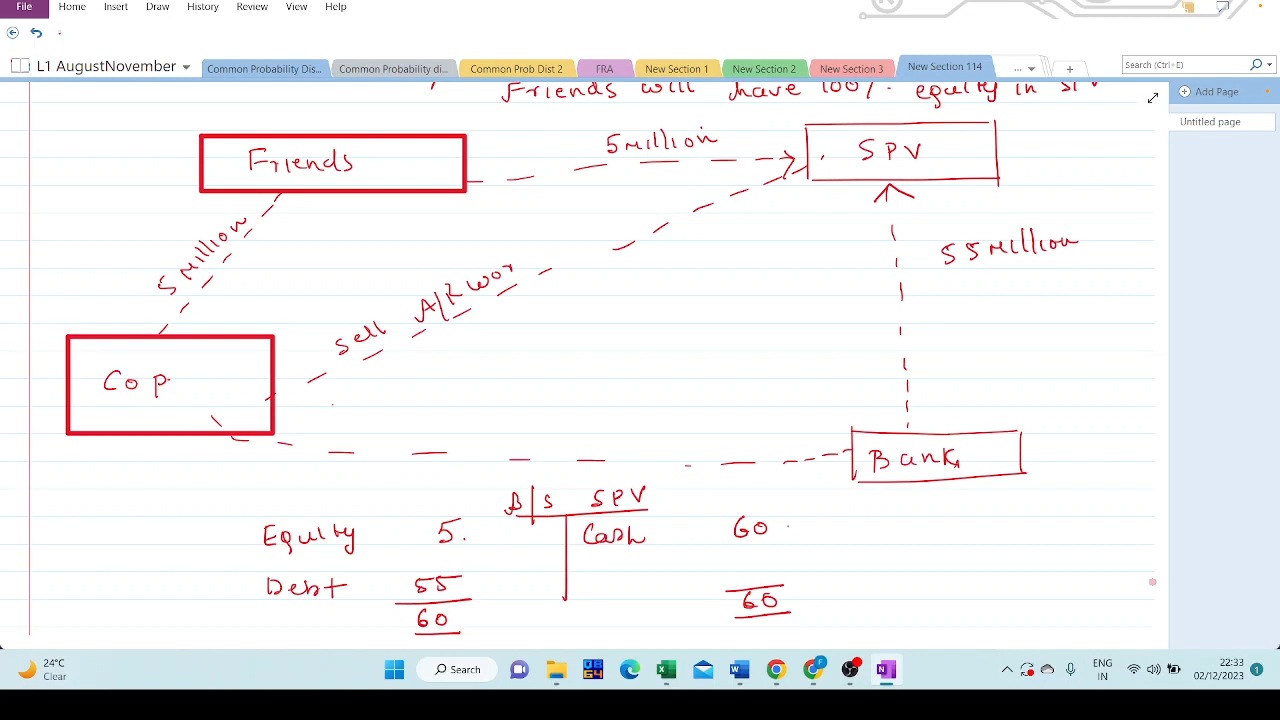 File Home Insert Draw History Review View Help
L1 AugustNovember
Common Probability Dis... Common Probability di... Common Prob Dist 2 FRA New Section 1 New Section 2 New Section 3 New Section 114 ...
Search (Ctrl+E)
Add Page
Untitled page
Friends will have 100% equity in SPV
Friends
5 Million
SPV
5 Million
55 Million
Sell A/R wor
Cop
Bank
B/S SPV
Equity 5. Cash 60
Debt 55
60 60
24°C
Clear
Search
ENG
IN
22:33
02/12/2023